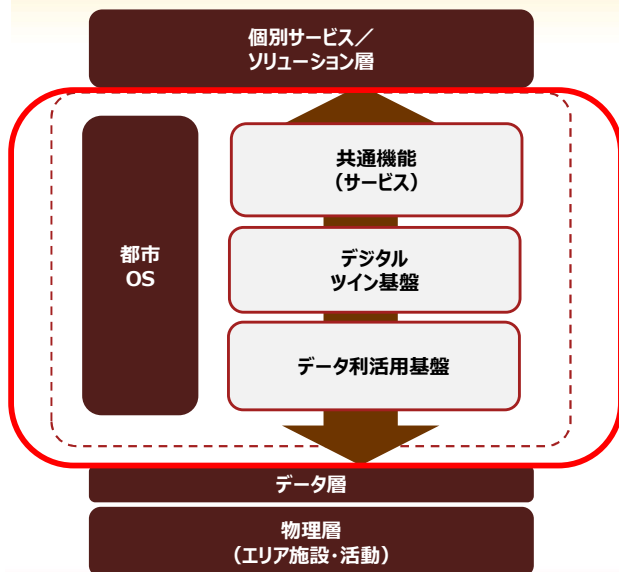 個別サービス／
ソリューション層
都市
OS
共通機能
（サービス）
デジタル
ツイン基盤
データ利活用基盤
データ層
物理層
（エリア施設・活動）